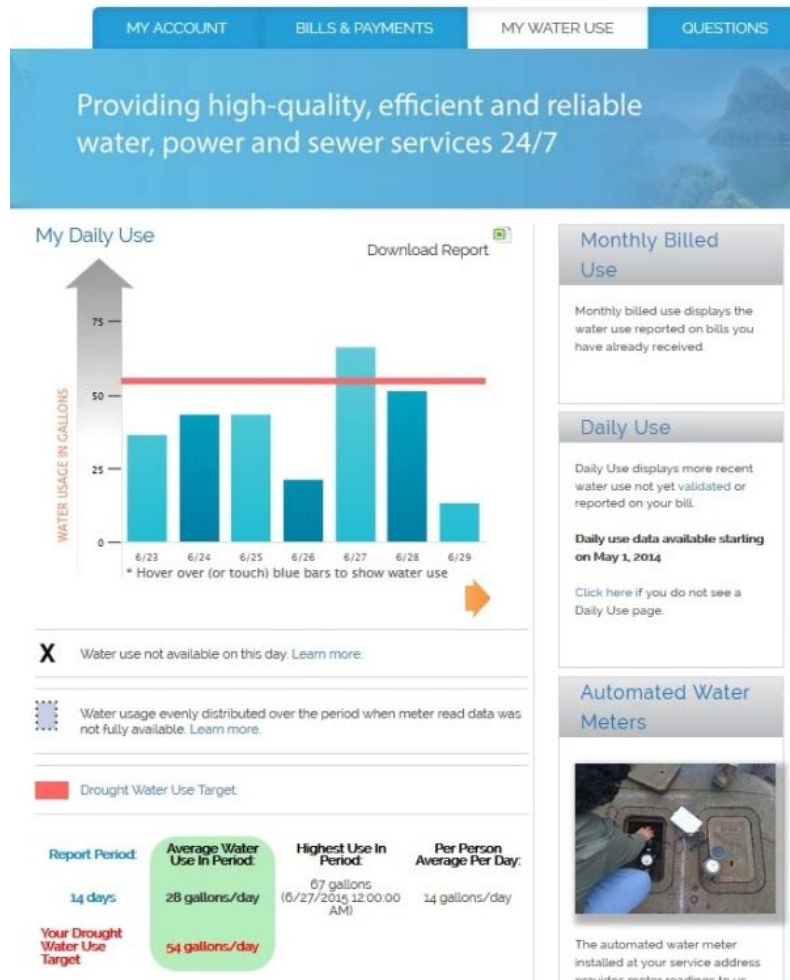 MY ACCOUNT
BILLS & PAYMENTS
MY WATER USE
QUESTIONS
Providing high-quality, efficient and reliable
water, power and sewer services 24/7
My Daily Use
Download Report
WATER USAGE IN GALLONS
75
50
25
0
6/23
6/24
6/25
6/26
6/27
6/28
6/29
* Hover over (or touch) blue bars to show water use
X
Water use not available on this day. Learn more.
Water usage evenly distributed over the period when meter read data was
not fully available. Learn more.
Drought Water Use Target
Report Period:
Average Water
Use In Period:
Highest Use In
Period:
Per Person
Average Per Day:
14 days
28 gallons/day
67 gallons
(6/27/2015 12:00:00
AM)
14 gallons/day
Your Drought
Water Use
Target
54 gallons/day
Monthly Billed
Use
Monthly billed use displays the
water use reported on bills you
have already received.
Daily Use
Daily Use displays more recent
water use not yet validated or
reported on your bill.
Daily use data available starting
on May 1, 2014
Click here if you do not see a
Daily Use page.
Automated Water
Meters
The automated water meter
installed at your service address
provides meter readings to us